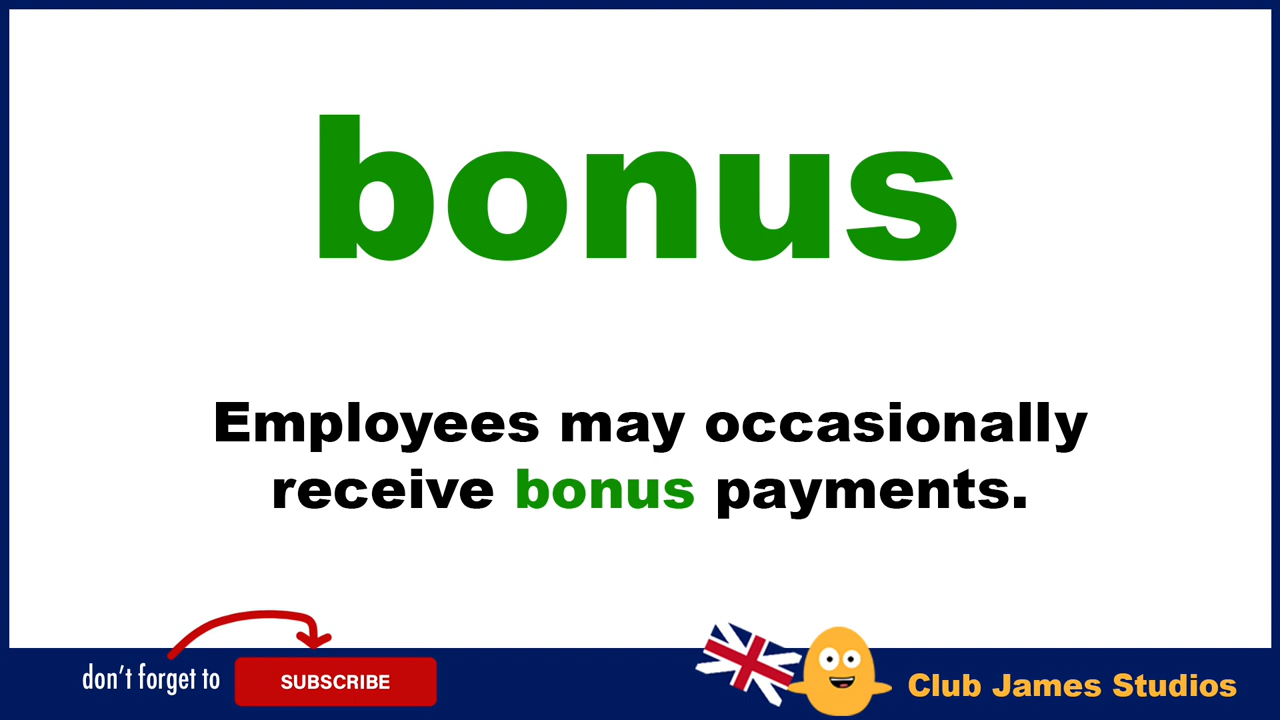 bonus
Employees may occasionally
receive bonus payments.
don't forget to
SUBSCRIBE
Club James Studios